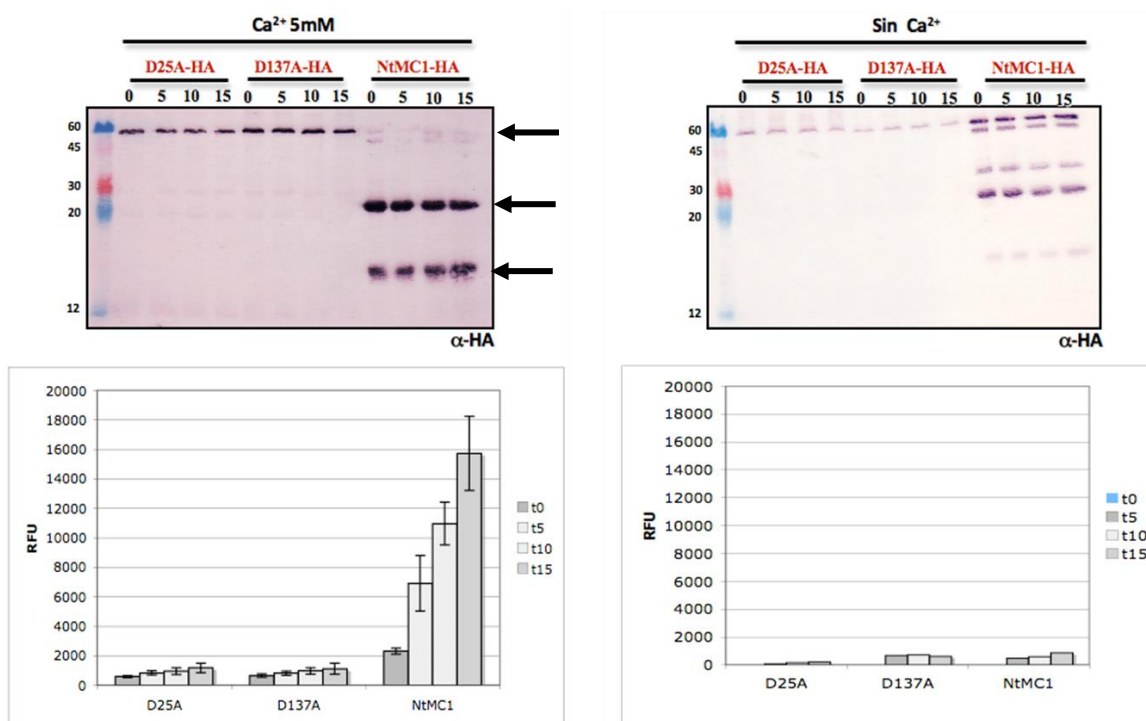 Ca²⁺ 5mM
D25A-HA D137A-HA NtMC1-HA
0 5 10 15 0 5 10 15 0 5 10 15
60
45
30
20
12
α-HA
Sin Ca²⁺
D25A-HA D137A-HA NtMC1-HA
0 5 10 15 0 5 10 15 0 5 10 15
60
45
30
20
12
α-HA
20000
18000
16000
14000
12000
10000
8000
6000
4000
2000
0
RFU
D25A D137A NtMC1
t0
t5
t10
t15
20000
18000
16000
14000
12000
10000
8000
6000
4000
2000
0
RFU
D25A D137A NtMC1
t0
t5
t10
t15